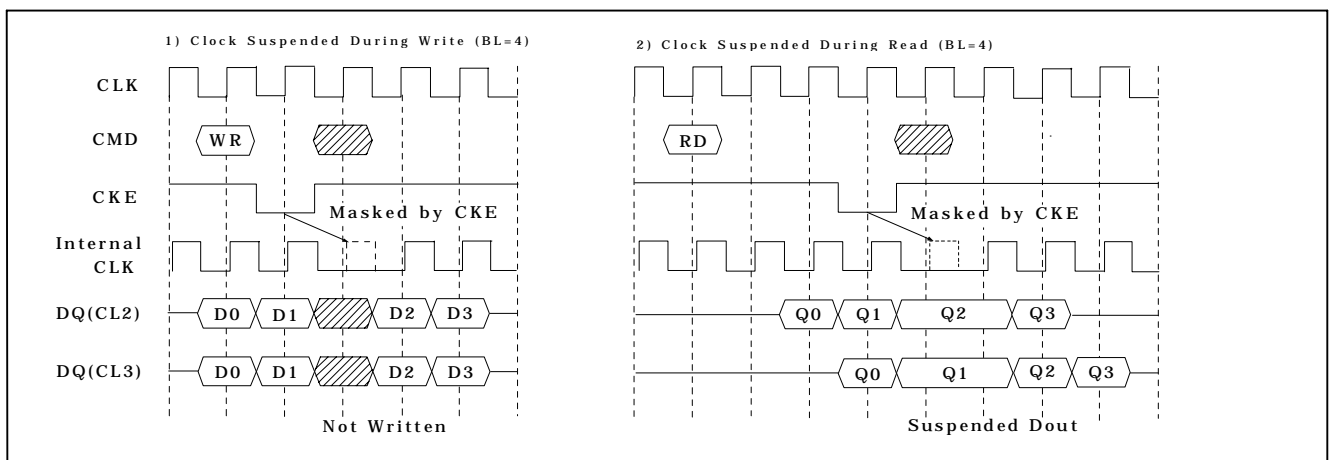 1) Clock Suspended During Write (BL=4)
2) Clock Suspended During Read (BL=4)
CLK
CMD
WR
RD
CKE
Masked by CKE
Masked by CKE
Internal
CLK
DQ(CL2)
D0 D1 D2 D3
Q0 Q1 Q2 Q3
DQ(CL3)
D0 D1 D2 D3
Q0 Q1 Q2 Q3
Not Written
Suspended Dout